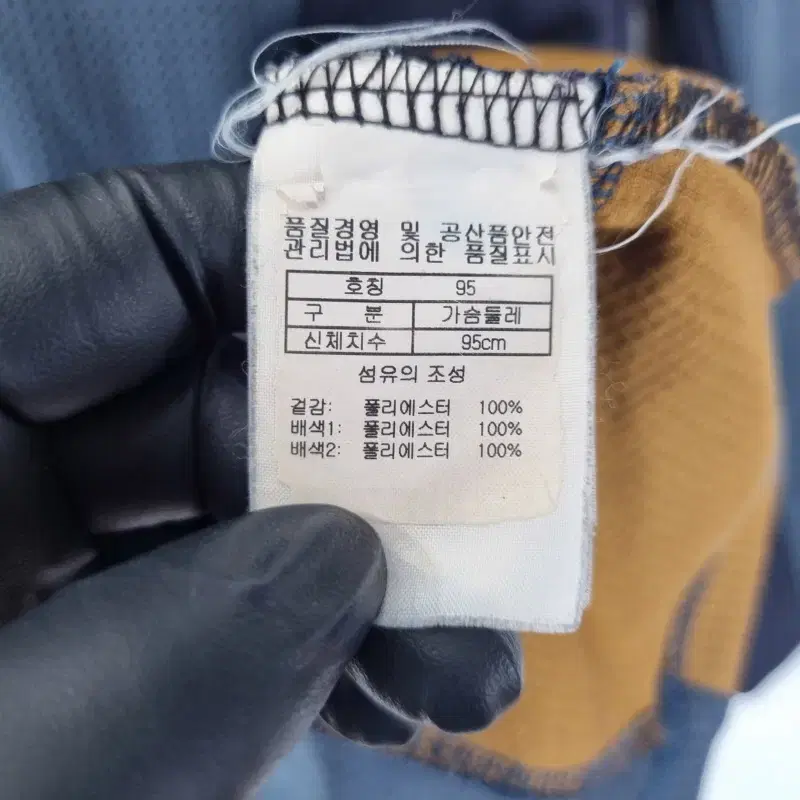 품질경영 및 공산품안전
관리법에 의한 품질표시
호칭 95
구 분 가슴둘레
신체치수 95cm
섬유의 조성
겉감: 폴리에스터 100%
배색1: 폴리에스터 100%
배색2: 폴리에스터 100%